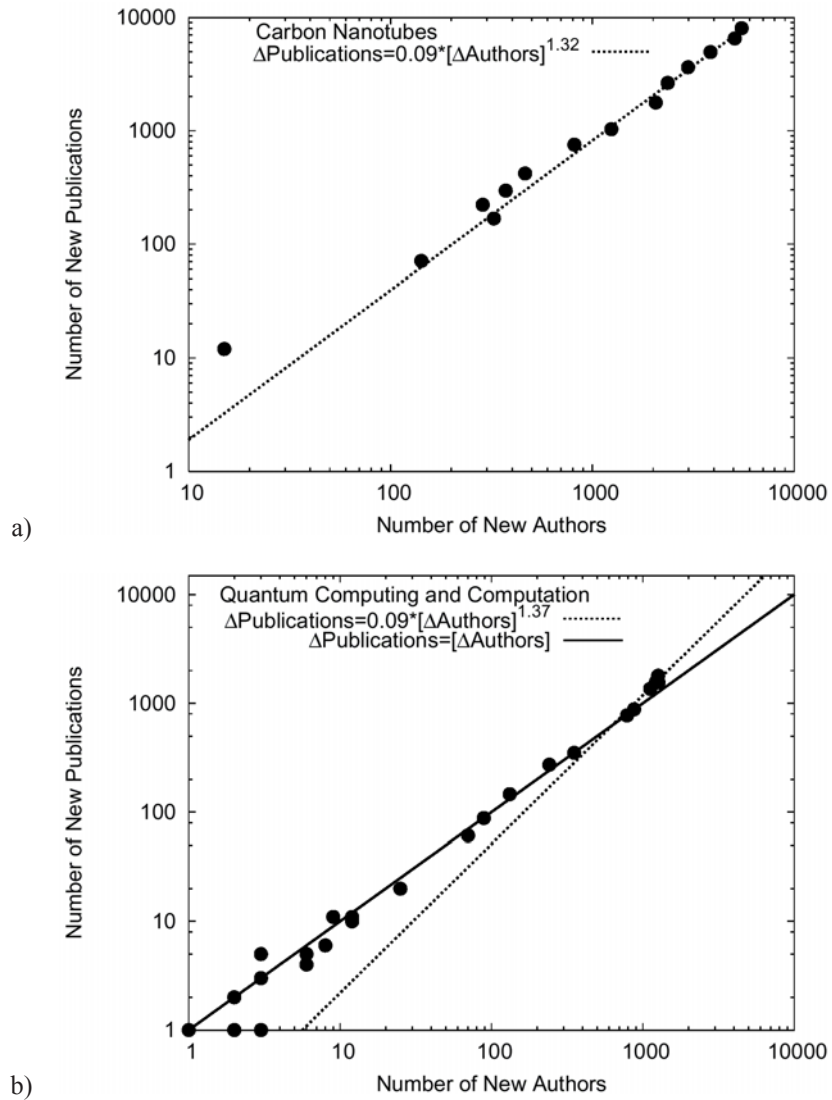 Carbon Nanotubes
ΔPublications=0.09*[ΔAuthors]^1.32
10000
1000
100
10
1
Number of New Publications
10 100 1000 10000
Number of New Authors
a)
Quantum Computing and Computation
ΔPublications=0.09*[ΔAuthors]^1.37
ΔPublications=[ΔAuthors]
10000
1000
100
10
1
Number of New Publications
1 10 100 1000 10000
Number of New Authors
b)